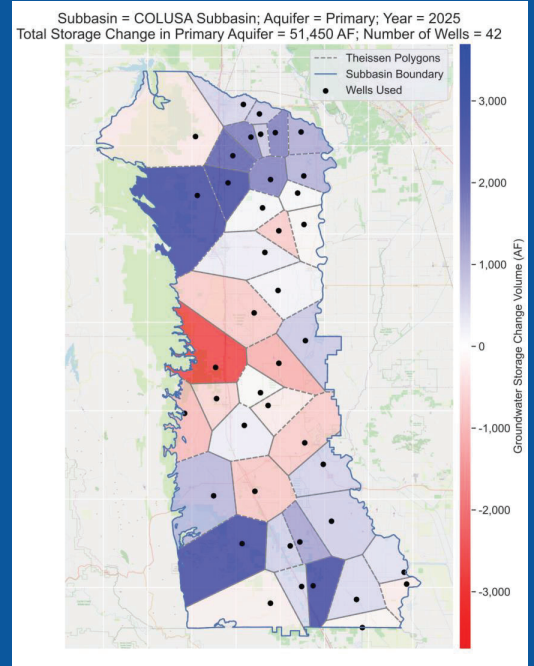 Subbasin = COLUSA Subbasin; Aquifer = Primary; Year = 2025
Total Storage Change in Primary Aquifer = 51,450 AF; Number of Wells = 42
Theissen Polygons
Subbasin Boundary
Wells Used
3,000
2,000
1,000
0
-1,000
-2,000
-3,000
Groundwater Storage Change Volume (AF)